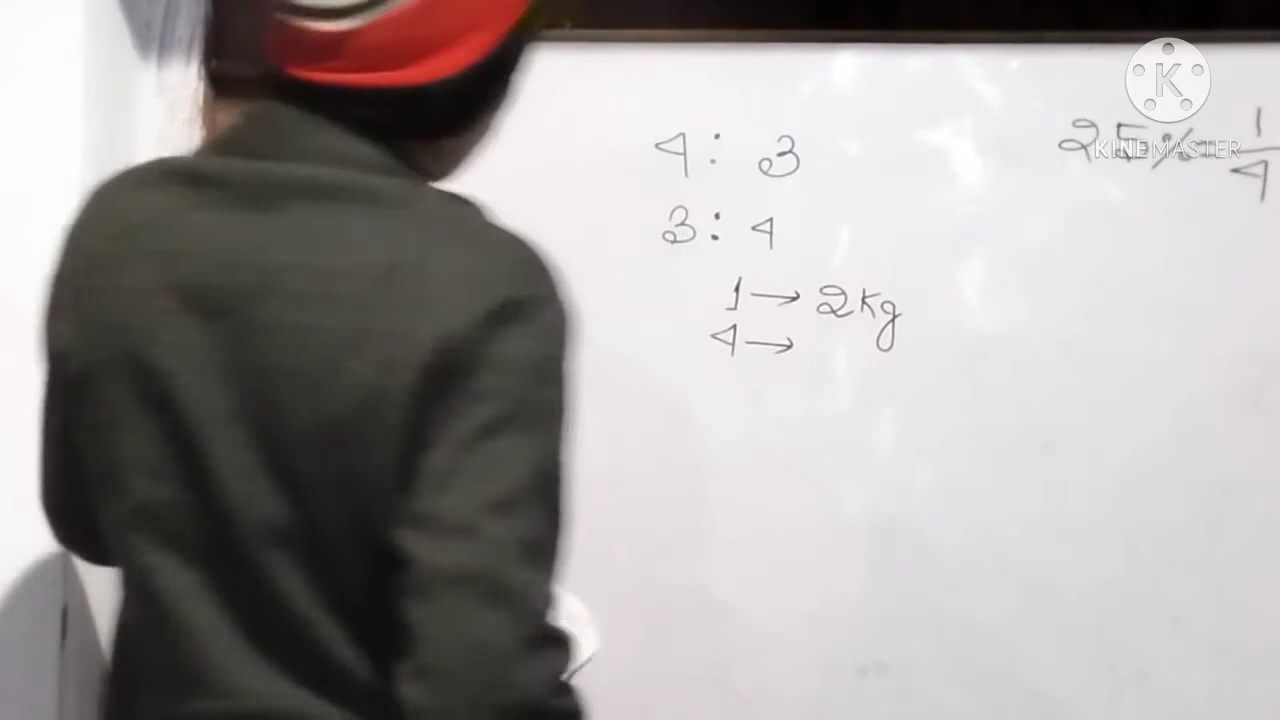 4 : 3
3 : 4
1 → 2kg
4 →
25% = 1/4
K
KINEMASTER